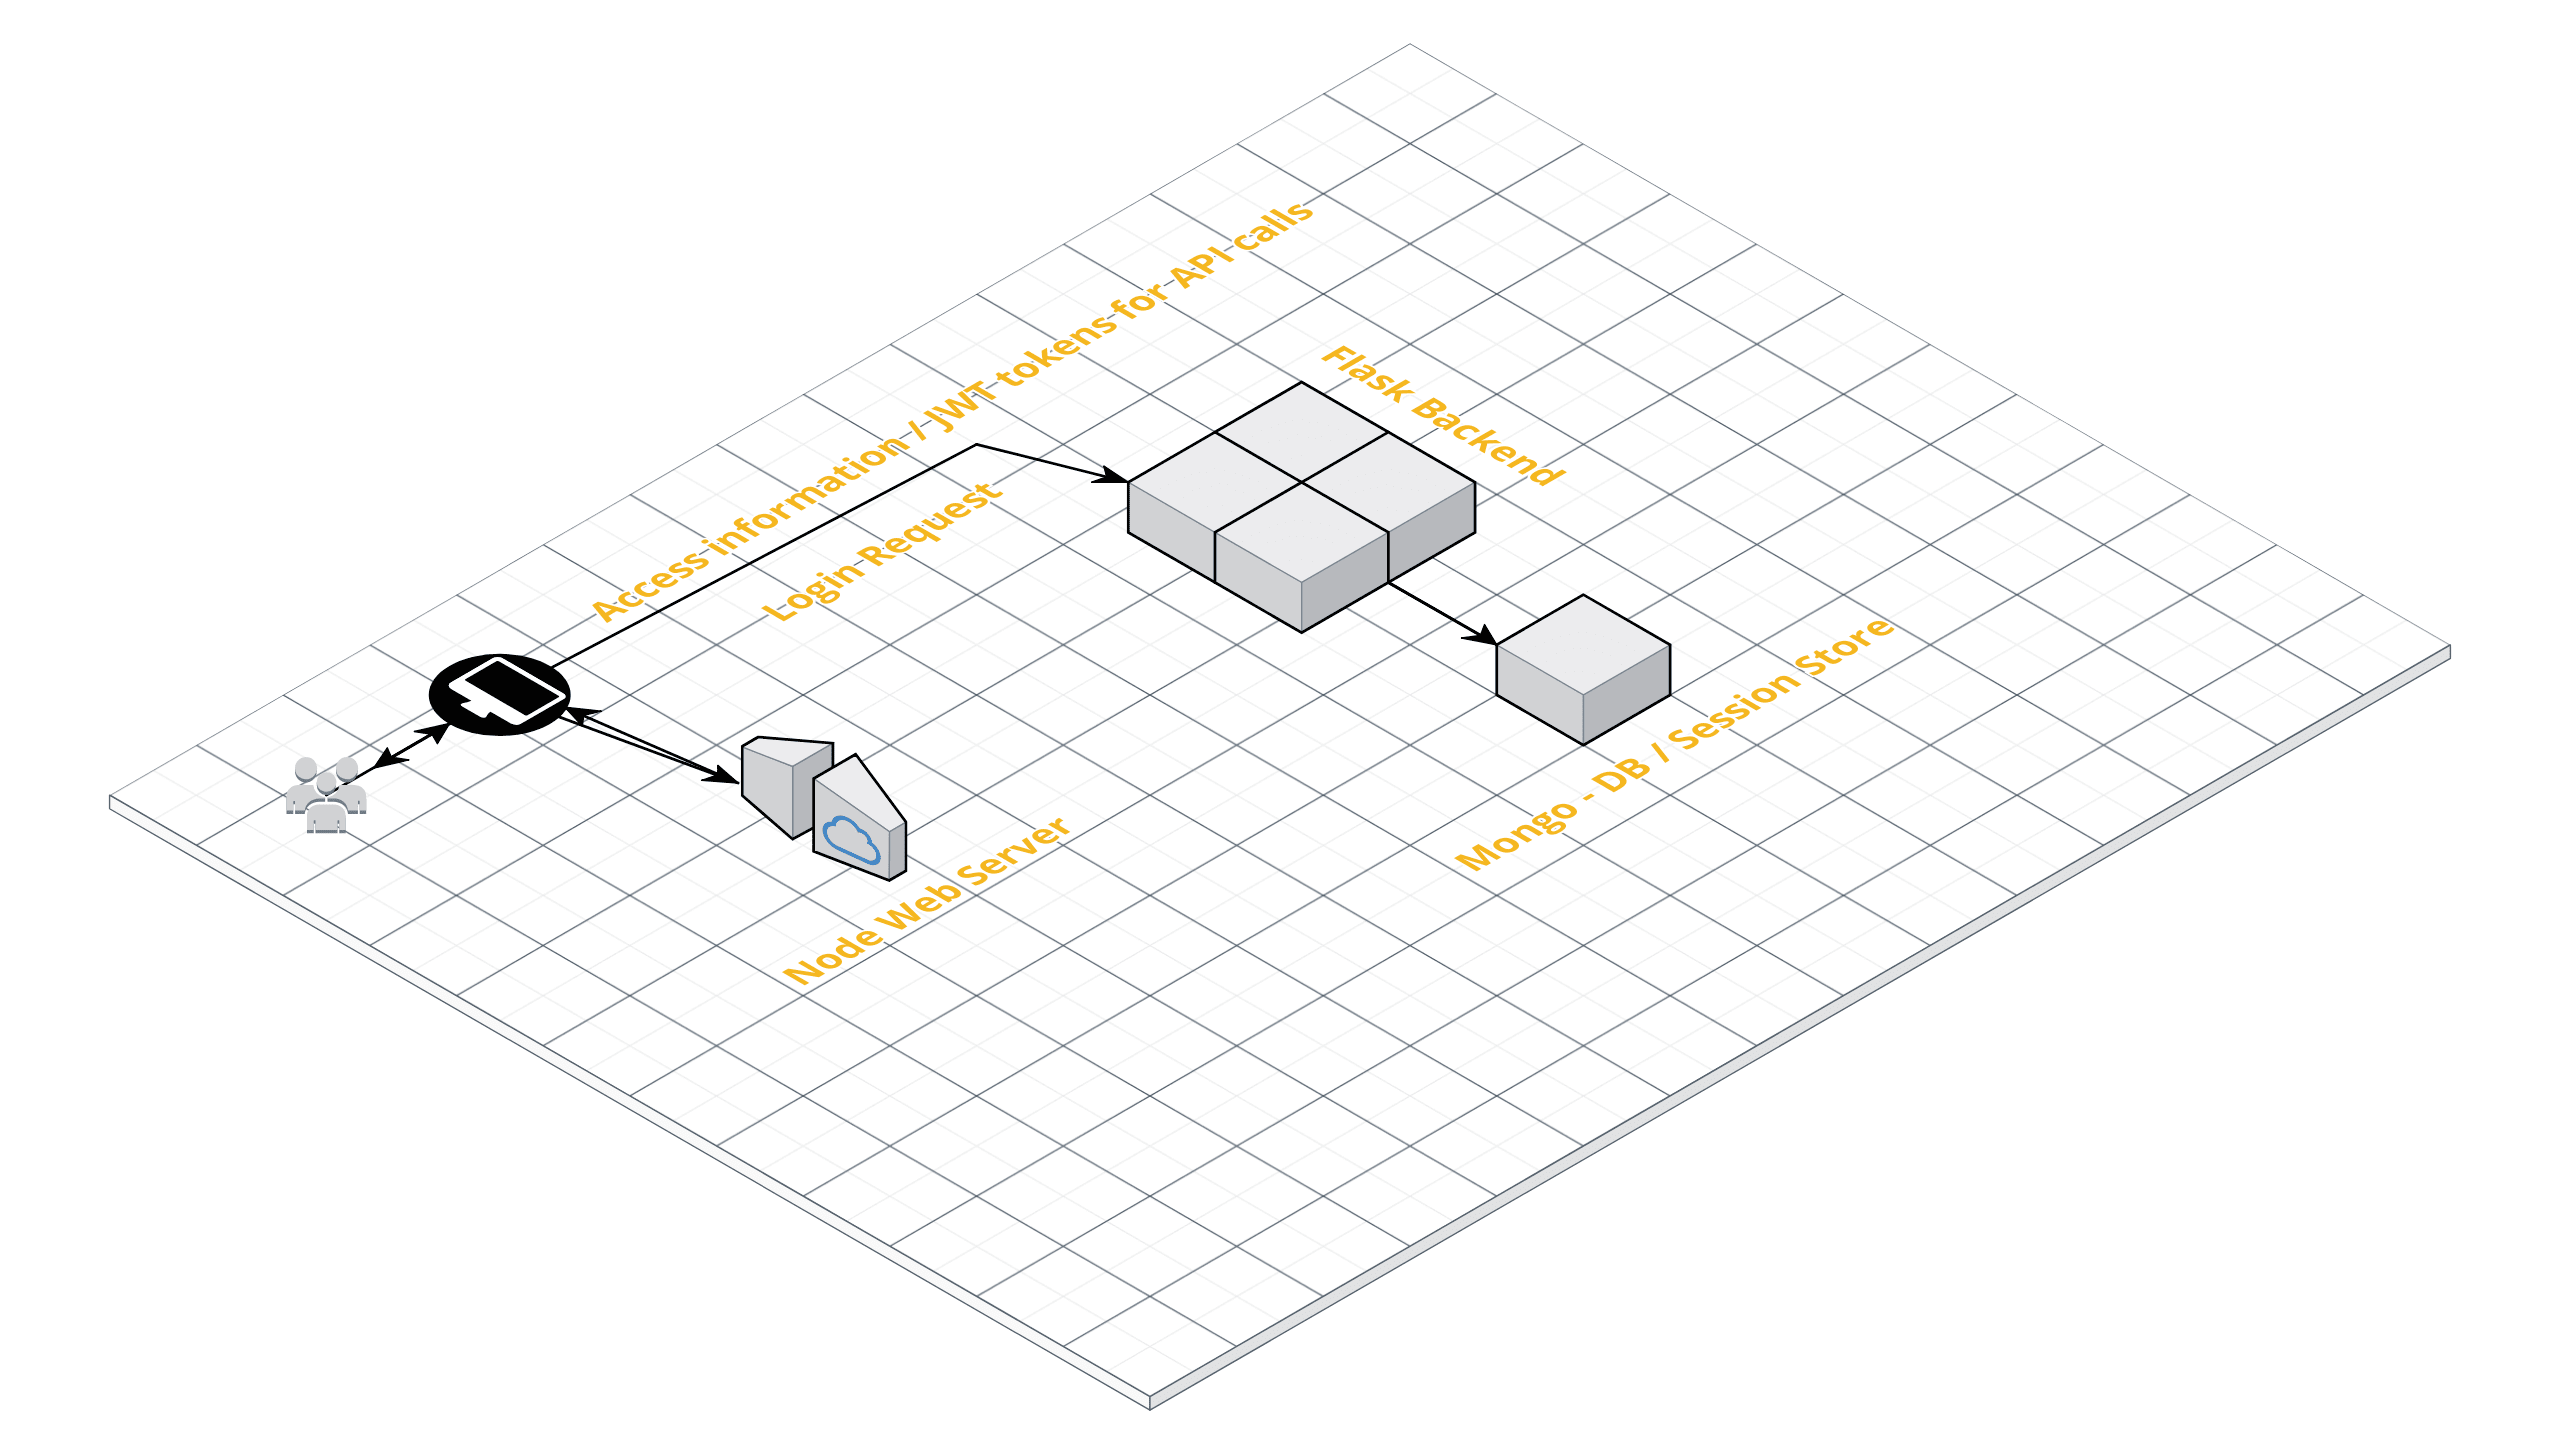 Access information / JWT tokens for API calls
Flask Backend
Login Request
Mongo - DB / Session Store
Node Web Server